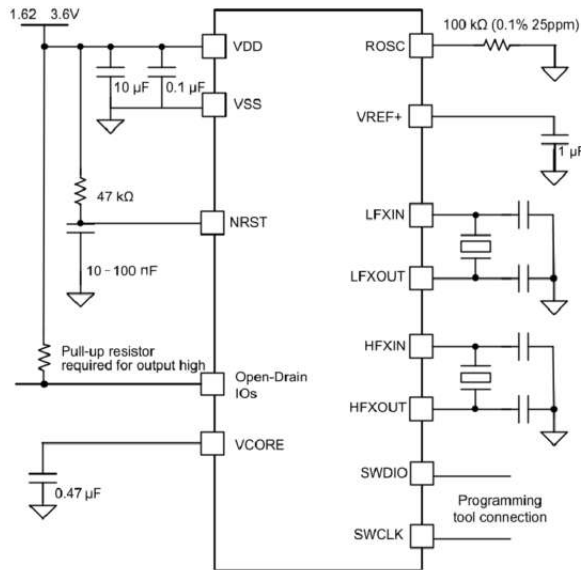 1.62 3.6V
VDD
10 µF
0.1 µF
VSS
47 kΩ
NRST
10 - 100 nF
Pull-up resistor
required for output high
Open-Drain
IOs
VCORE
0.47 µF
ROSC
100 kΩ (0.1% 25ppm)
VREF+
1 µF
LFXIN
LFXOUT
HFXIN
HFXOUT
SWDIO
Programming
tool connection
SWCLK